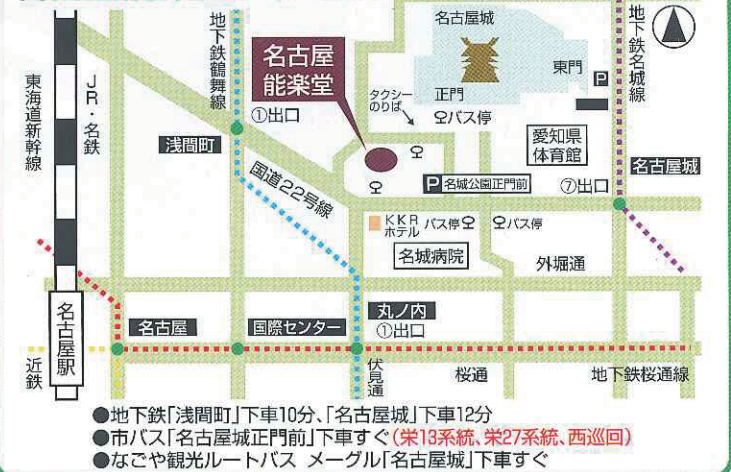 名古屋城
東門
P
正門
タクシー
のりば
バス停
名古屋
能楽堂
①出口
地下鉄鶴舞線
浅間町
東海道新幹線
JR・名鉄
国道22号線
愛知県
体育館
地下鉄名城線
名古屋城
⑦出口
P名城公園正門前
KKR
ホテル
バス停
バス停
名城病院
外堀通
名古屋駅
名古屋
国際センター
丸ノ内
①出口
近鉄
伏見通
桜通
地下鉄桜通線
●地下鉄「浅間町」下車10分、「名古屋城」下車12分
●市バス「名古屋城正門前」下車すぐ(栄13系統、栄27系統、西巡回)
●なごや観光ルートバス メーグル「名古屋城」下車すぐ